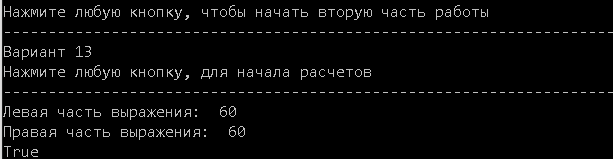 Нажмите любую кнопку, чтобы начать вторую часть работы
--------------------------------------------------------------------------------
Вариант 13
Нажмите любую кнопку, для начала расчетов
--------------------------------------------------------------------------------
Левая часть выражения:  60
Правая часть выражения:  60
True